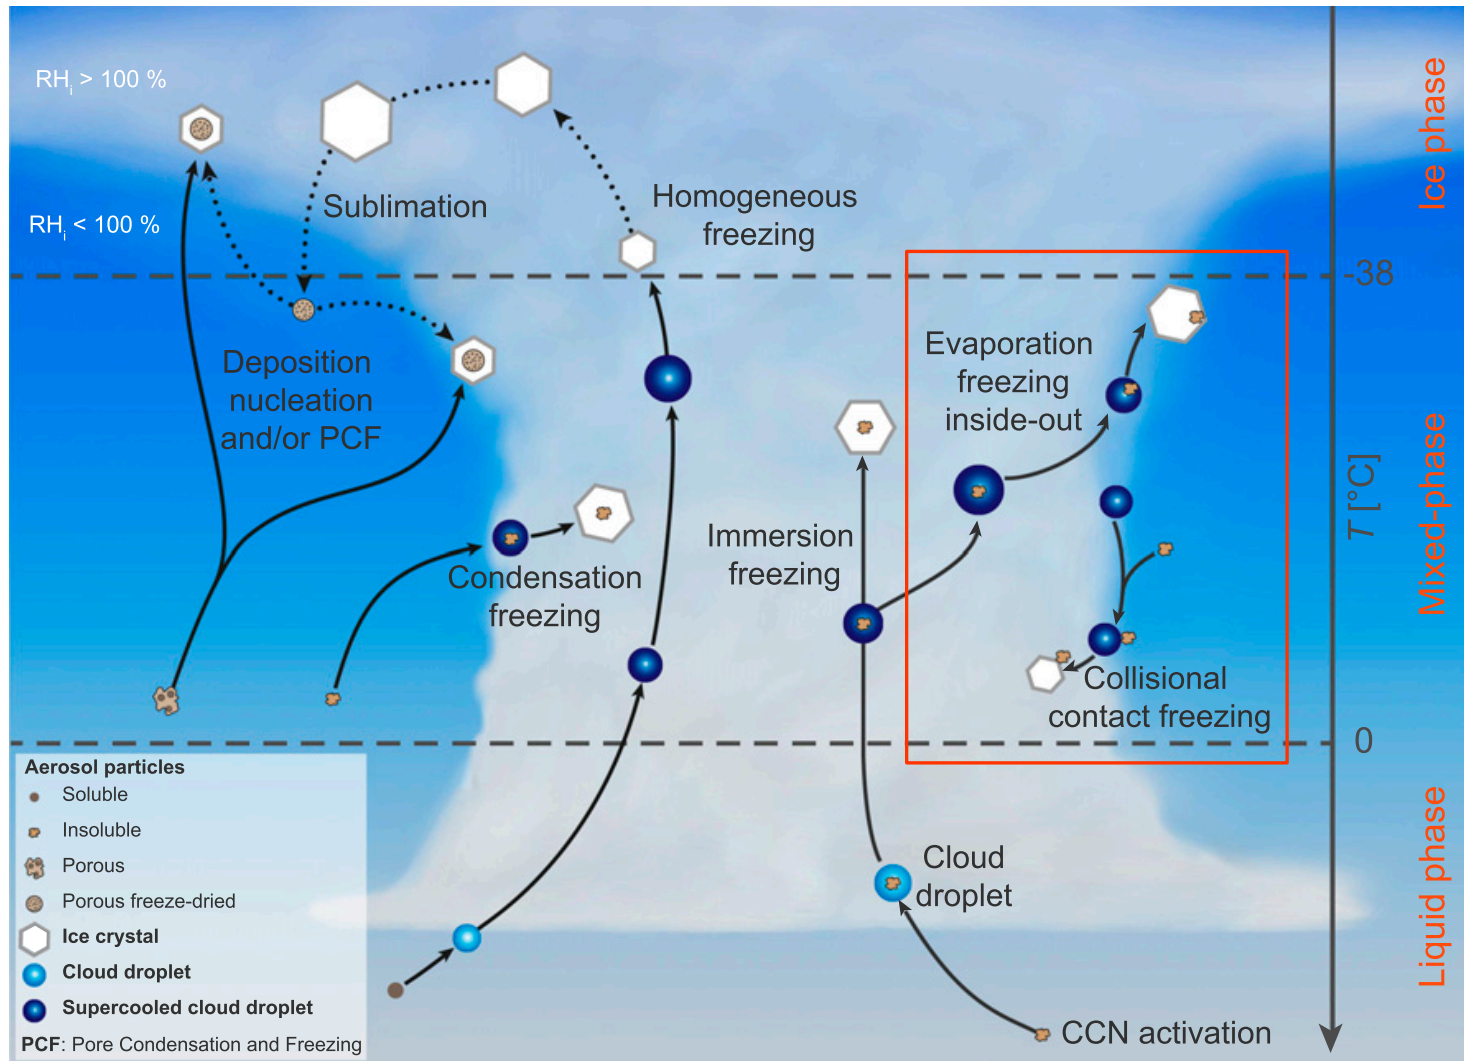 RHi > 100 %
RHi < 100 %
Sublimation
Homogeneous
freezing
Deposition
nucleation
and/or PCF
Condensation
freezing
Immersion
freezing
Evaporation
freezing
inside-out
Collisional
contact freezing
Cloud
droplet
CCN activation
-38
0
T [°C]
Ice phase
Mixed-phase
Liquid phase
Aerosol particles
Soluble
Insoluble
Porous
Porous freeze-dried
Ice crystal
Cloud droplet
Supercooled cloud droplet
PCF: Pore Condensation and Freezing